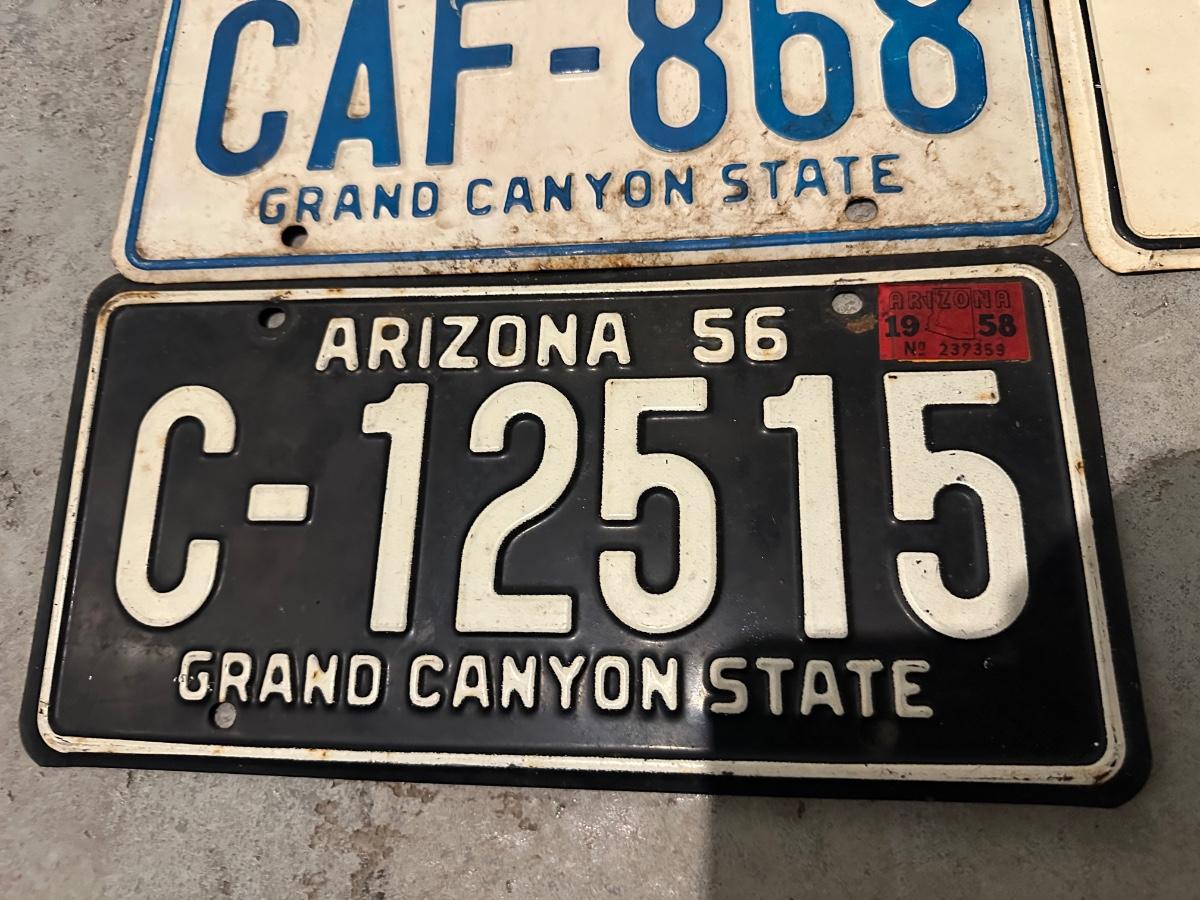 CAF-868
GRAND CANYON STATE
ARIZONA 56
ARIZONA
19 58
No 237359
C-12515
GRAND CANYON STATE